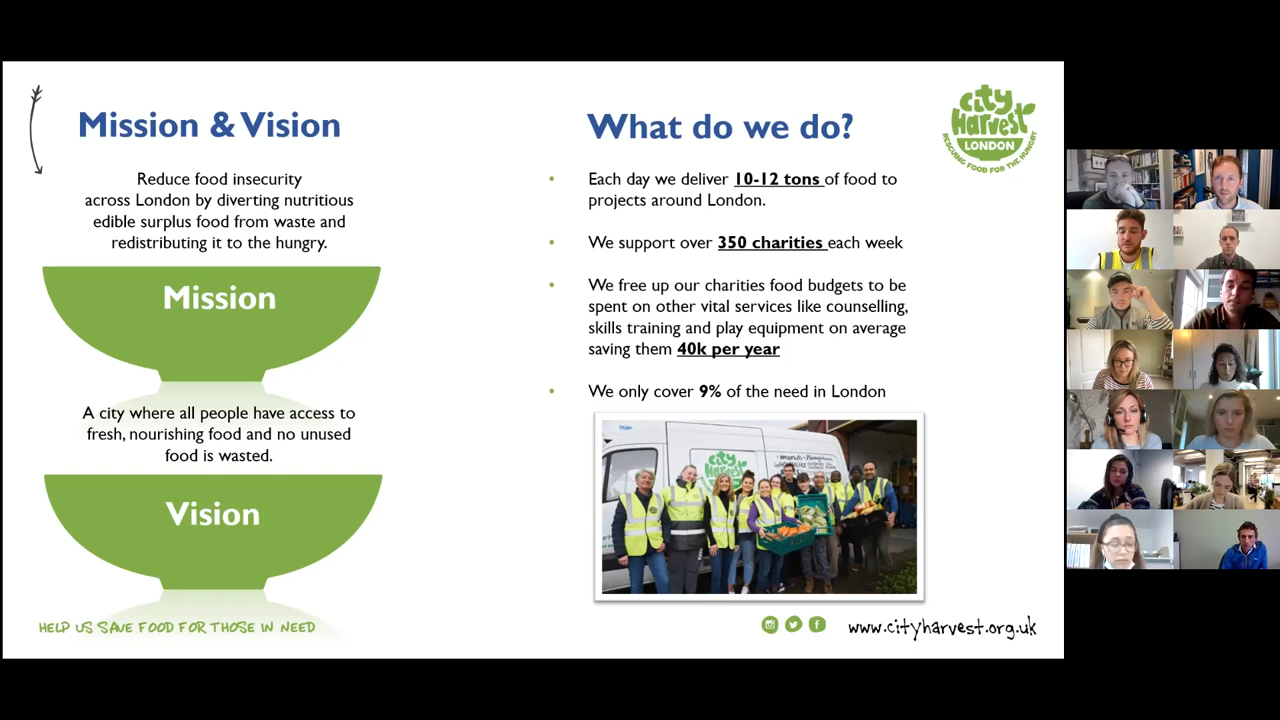 Mission & Vision
Reduce food insecurity
across London by diverting nutritious
edible surplus food from waste and
redistributing it to the hungry.
Mission
A city where all people have access to
fresh, nourishing food and no unused
food is wasted.
Vision
HELP US SAVE FOOD FOR THOSE IN NEED
What do we do?
• Each day we deliver 10-12 tons of food to
projects around London.
• We support over 350 charities each week
• We free up our charities food budgets to be
spent on other vital services like counselling,
skills training and play equipment on average
saving them 40k per year
• We only cover 9% of the need in London
city
Harvest
LONDON
RESCUING FOOD FOR THE HUNGRY
CITY
HARVEST
www.cityharvest.org.uk